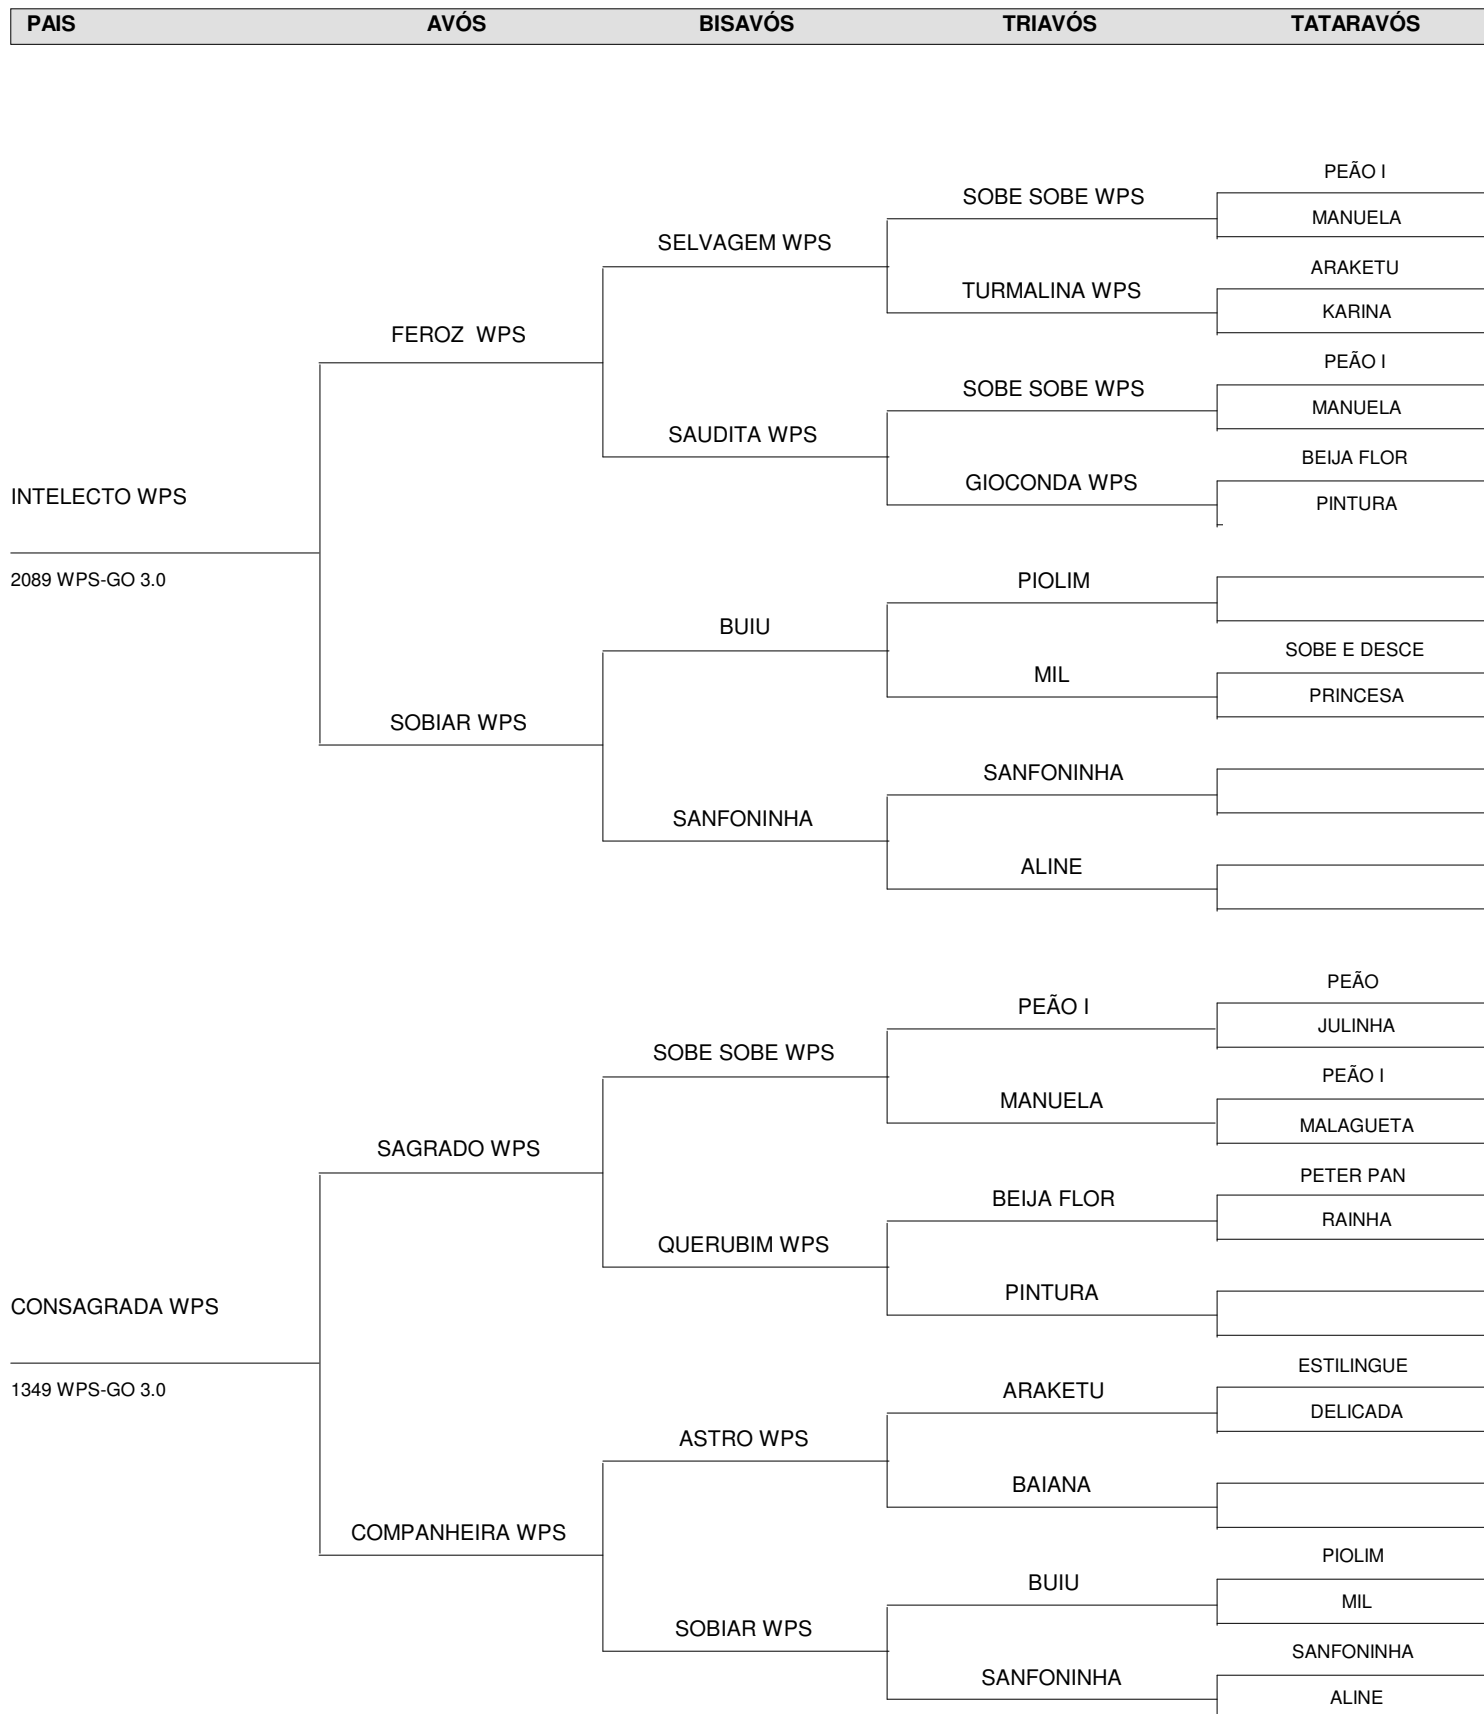 PAIS AVÓS BISAVÓS TRIAVÓS TATARAVÓS
PEÃO I
SOBE SOBE WPS
MANUELA
SELVAGEM WPS
ARAKETU
TURMALINA WPS
KARINA
FEROZ WPS
PEÃO I
SOBE SOBE WPS
MANUELA
SAUDITA WPS
BEIJA FLOR
GIOCONDA WPS
INTELECTO WPS
PINTURA
2089 WPS-GO 3.0
PIOLIM
BUIU
SOBE E DESCE
MIL
PRINCESA
SOBIAR WPS
SANFONINHA
SANFONINHA
ALINE
PEÃO
PEÃO I
JULINHA
SOBE SOBE WPS
PEÃO I
MANUELA
MALAGUETA
SAGRADO WPS
PETER PAN
BEIJA FLOR
RAINHA
QUERUBIM WPS
PINTURA
CONSAGRADA WPS
ESTILINGUE
1349 WPS-GO 3.0
ARAKETU
DELICADA
ASTRO WPS
BAIANA
COMPANHEIRA WPS
PIOLIM
BUIU
MIL
SOBIAR WPS
SANFONINHA
SANFONINHA
ALINE